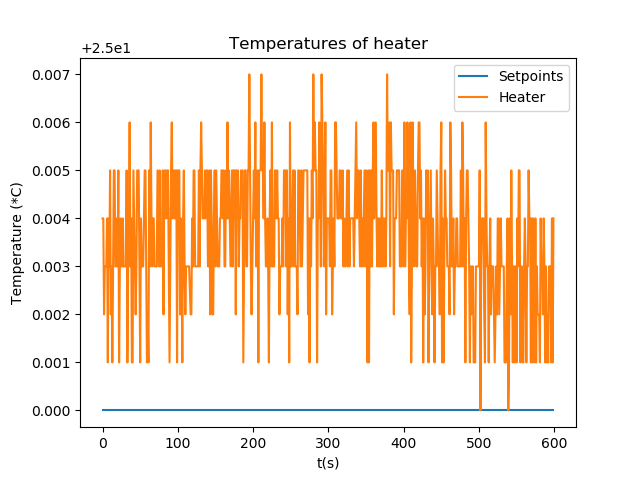 Temperatures of heater
+2.5e1
Setpoints
Heater
0.007
0.006
0.005
0.004
0.003
0.002
0.001
0.000
Temperature (*C)
0 100 200 300 400 500 600
t(s)